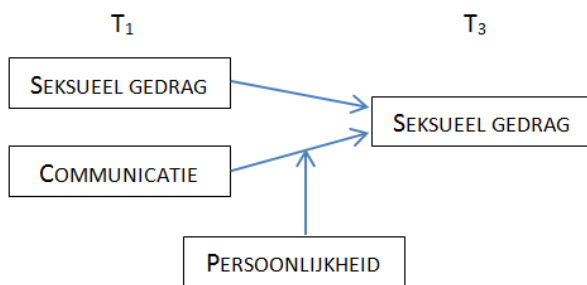 T1 T3
SEKSUEEL GEDRAG
SEKSUEEL GEDRAG
COMMUNICATIE
PERSOONLIJKHEID